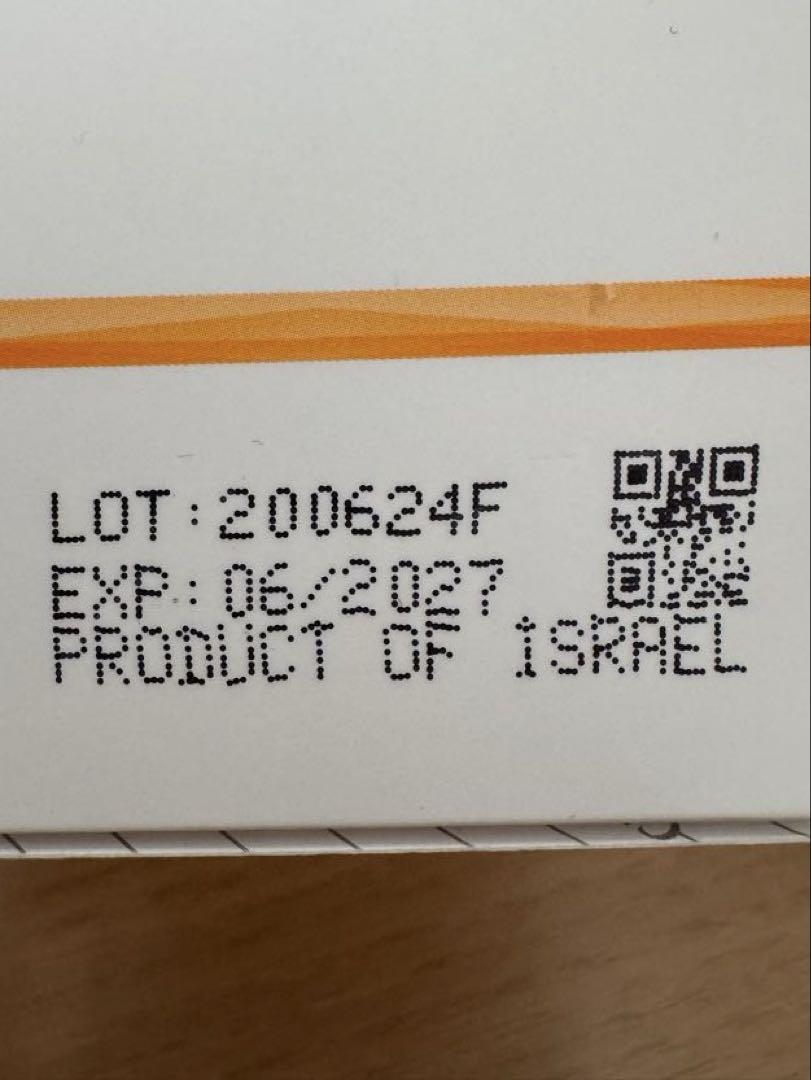 LOT:200624F
EXP.:06/2027
PRODUCT OF iSRAEL